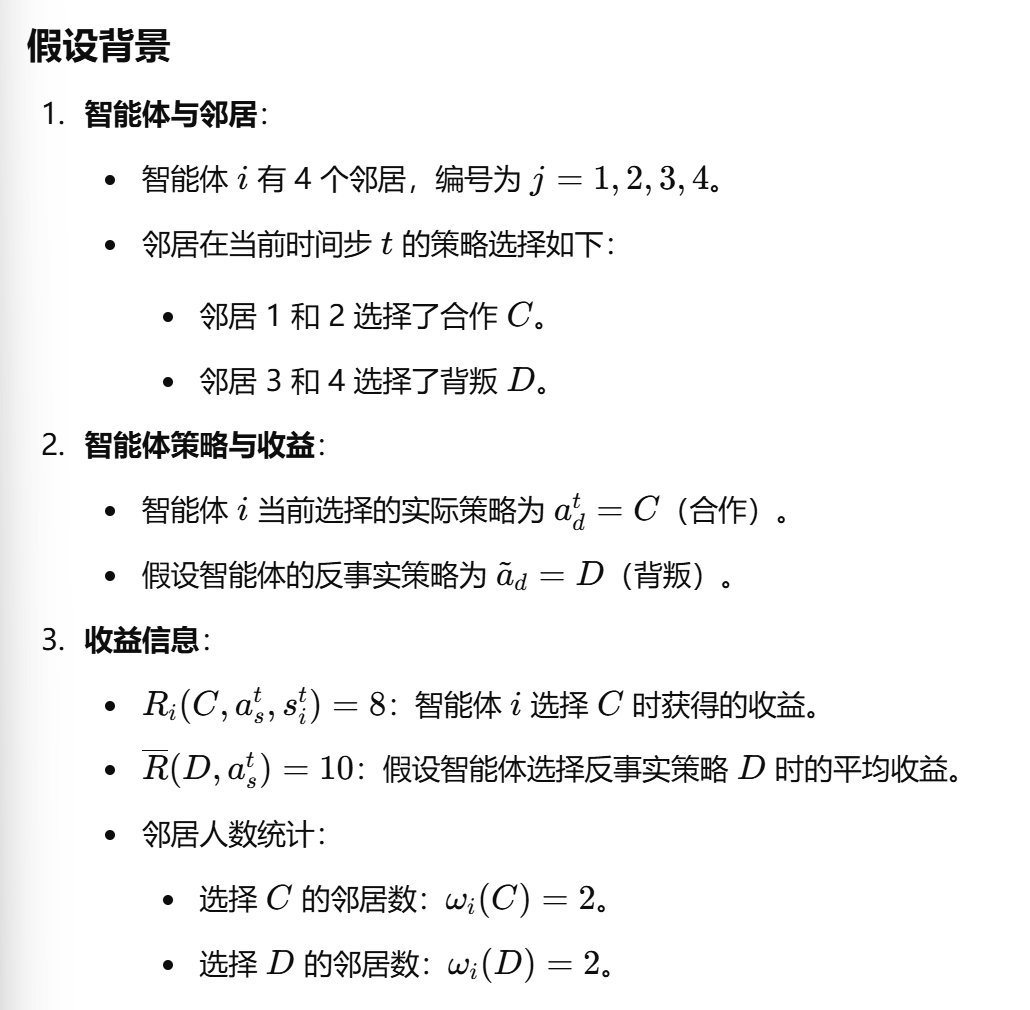 假设背景
1. 智能体与邻居：
• 智能体 i 有 4 个邻居，编号为 j = 1, 2, 3, 4。
• 邻居在当前时间步 t 的策略选择如下：
• 邻居 1 和 2 选择了合作 C。
• 邻居 3 和 4 选择了背叛 D。
2. 智能体策略与收益：
• 智能体 i 当前选择的实际策略为 $a_d^t = C$（合作）。
• 假设智能体的反事实策略为 $\tilde{a}_d = D$（背叛）。
3. 收益信息：
• $R_i(C, a_s^t, s_i^t) = 8$：智能体 i 选择 C 时获得的收益。
• $\overline{R}(D, a_s^t) = 10$：假设智能体选择反事实策略 D 时的平均收益。
• 邻居人数统计：
• 选择 C 的邻居数：$\omega_i(C) = 2$。
• 选择 D 的邻居数：$\omega_i(D) = 2$。